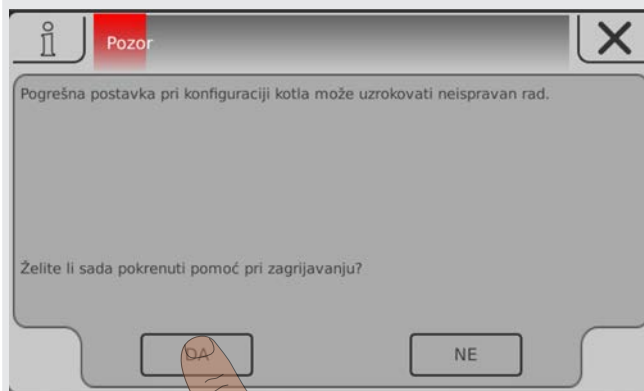 Pozor
Pogrešna postavka pri konfiguraciji kotla može uzrokovati neispravan rad.
Želite li sada pokrenuti pomoć pri zagrijavanju?
DA
NE